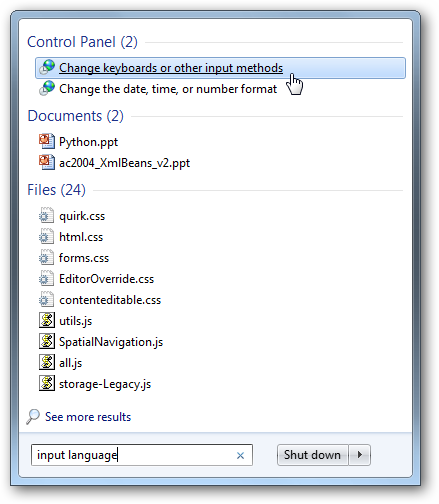 Control Panel (2)
Change keyboards or other input methods
Change the date, time, or number format
Documents (2)
Python.ppt
ac2004_XmlBeans_v2.ppt
Files (24)
quirk.css
html.css
forms.css
EditorOverride.css
contenteditable.css
utils.js
SpatialNavigation.js
all.js
storage-Legacy.js
See more results
input language Shut down